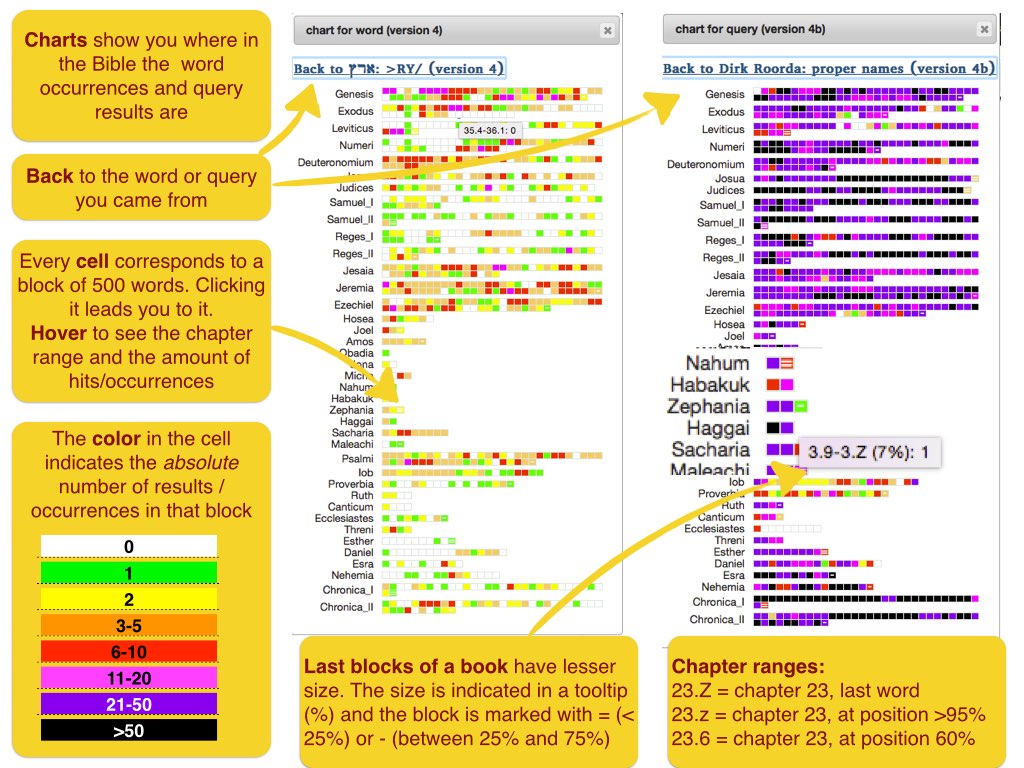 Charts show you where in
the Bible the word
occurrences and query
results are
Back to the word or query
you came from
Every cell corresponds to a
block of 500 words. Clicking
it leads you to it.
Hover to see the chapter
range and the amount of
hits/occurrences
The color in the cell
indicates the absolute
number of results /
occurrences in that block
0
1
2
3-5
6-10
11-20
21-50
>50
chart for word (version 4)
Back to ארץ: >RY/ (version 4)
Genesis
Exodus
35.4-36.1: 0
Leviticus
Numeri
Deuteronomium
Judices
Samuel_I
Samuel_II
Reges_I
Reges_II
Jesaia
Jeremia
Ezechiel
Hosea
Joel
Amos
Obadia
Micha
Nahum
Habakuk
Zephania
Haggai
Sacharia
Maleachi
Psalmi
Iob
Proverbia
Ruth
Canticum
Ecclesiastes
Threni
Esther
Daniel
Esra
Nehemia
Chronica_I
Chronica_II
chart for query (version 4b)
Back to Dirk Roorda: proper names (version 4b)
Genesis
Exodus
Leviticus
Numeri
Deuteronomium
Josua
Judices
Samuel_I
Samuel_II
Reges_I
Reges_II
Jesaia
Jeremia
Ezechiel
Hosea
Joel
Nahum
Habakuk
Zephania
Haggai
Sacharia
3.9-3.Z (7%): 1
Maleachi
Iob
Proverbia
Ruth
Canticum
Ecclesiastes
Threni
Esther
Daniel
Esra
Nehemia
Chronica_I
Chronica_II
Last blocks of a book have lesser
size. The size is indicated in a tooltip
(%) and the block is marked with = (<
25%) or - (between 25% and 75%)
Chapter ranges:
23.Z = chapter 23, last word
23.z = chapter 23, at position >95%
23.6 = chapter 23, at position 60%